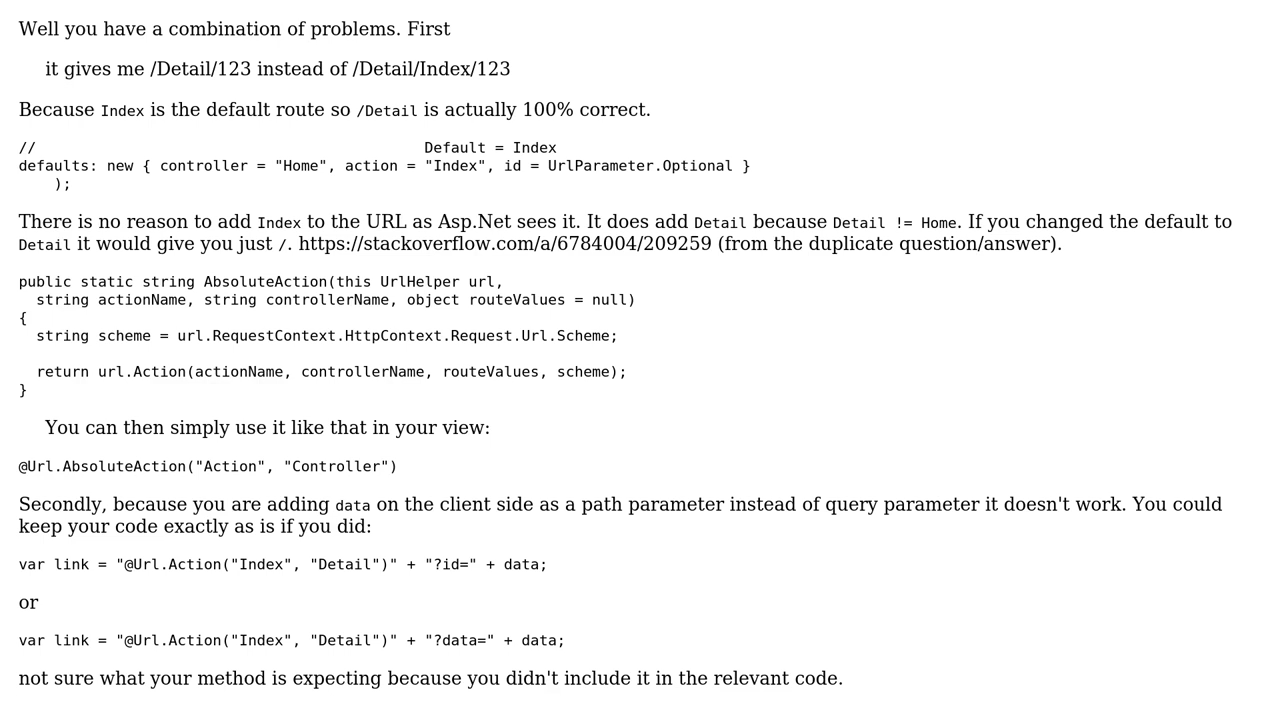 Well you have a combination of problems. First
it gives me /Detail/123 instead of /Detail/Index/123
Because Index is the default route so /Detail is actually 100% correct.
//                                            Default = Index
defaults: new { controller = "Home", action = "Index", id = UrlParameter.Optional }
    );
There is no reason to add Index to the URL as Asp.Net sees it. It does add Detail because Detail != Home. If you changed the default to
Detail it would give you just /. https://stackoverflow.com/a/6784004/209259 (from the duplicate question/answer).
public static string AbsoluteAction(this UrlHelper url,
  string actionName, string controllerName, object routeValues = null)
{
  string scheme = url.RequestContext.HttpContext.Request.Url.Scheme;
  return url.Action(actionName, controllerName, routeValues, scheme);
}
You can then simply use it like that in your view:
@Url.AbsoluteAction("Action", "Controller")
Secondly, because you are adding data on the client side as a path parameter instead of query parameter it doesn't work. You could
keep your code exactly as is if you did:
var link = "@Url.Action("Index", "Detail")" + "?id=" + data;
or
var link = "@Url.Action("Index", "Detail")" + "?data=" + data;
not sure what your method is expecting because you didn't include it in the relevant code.